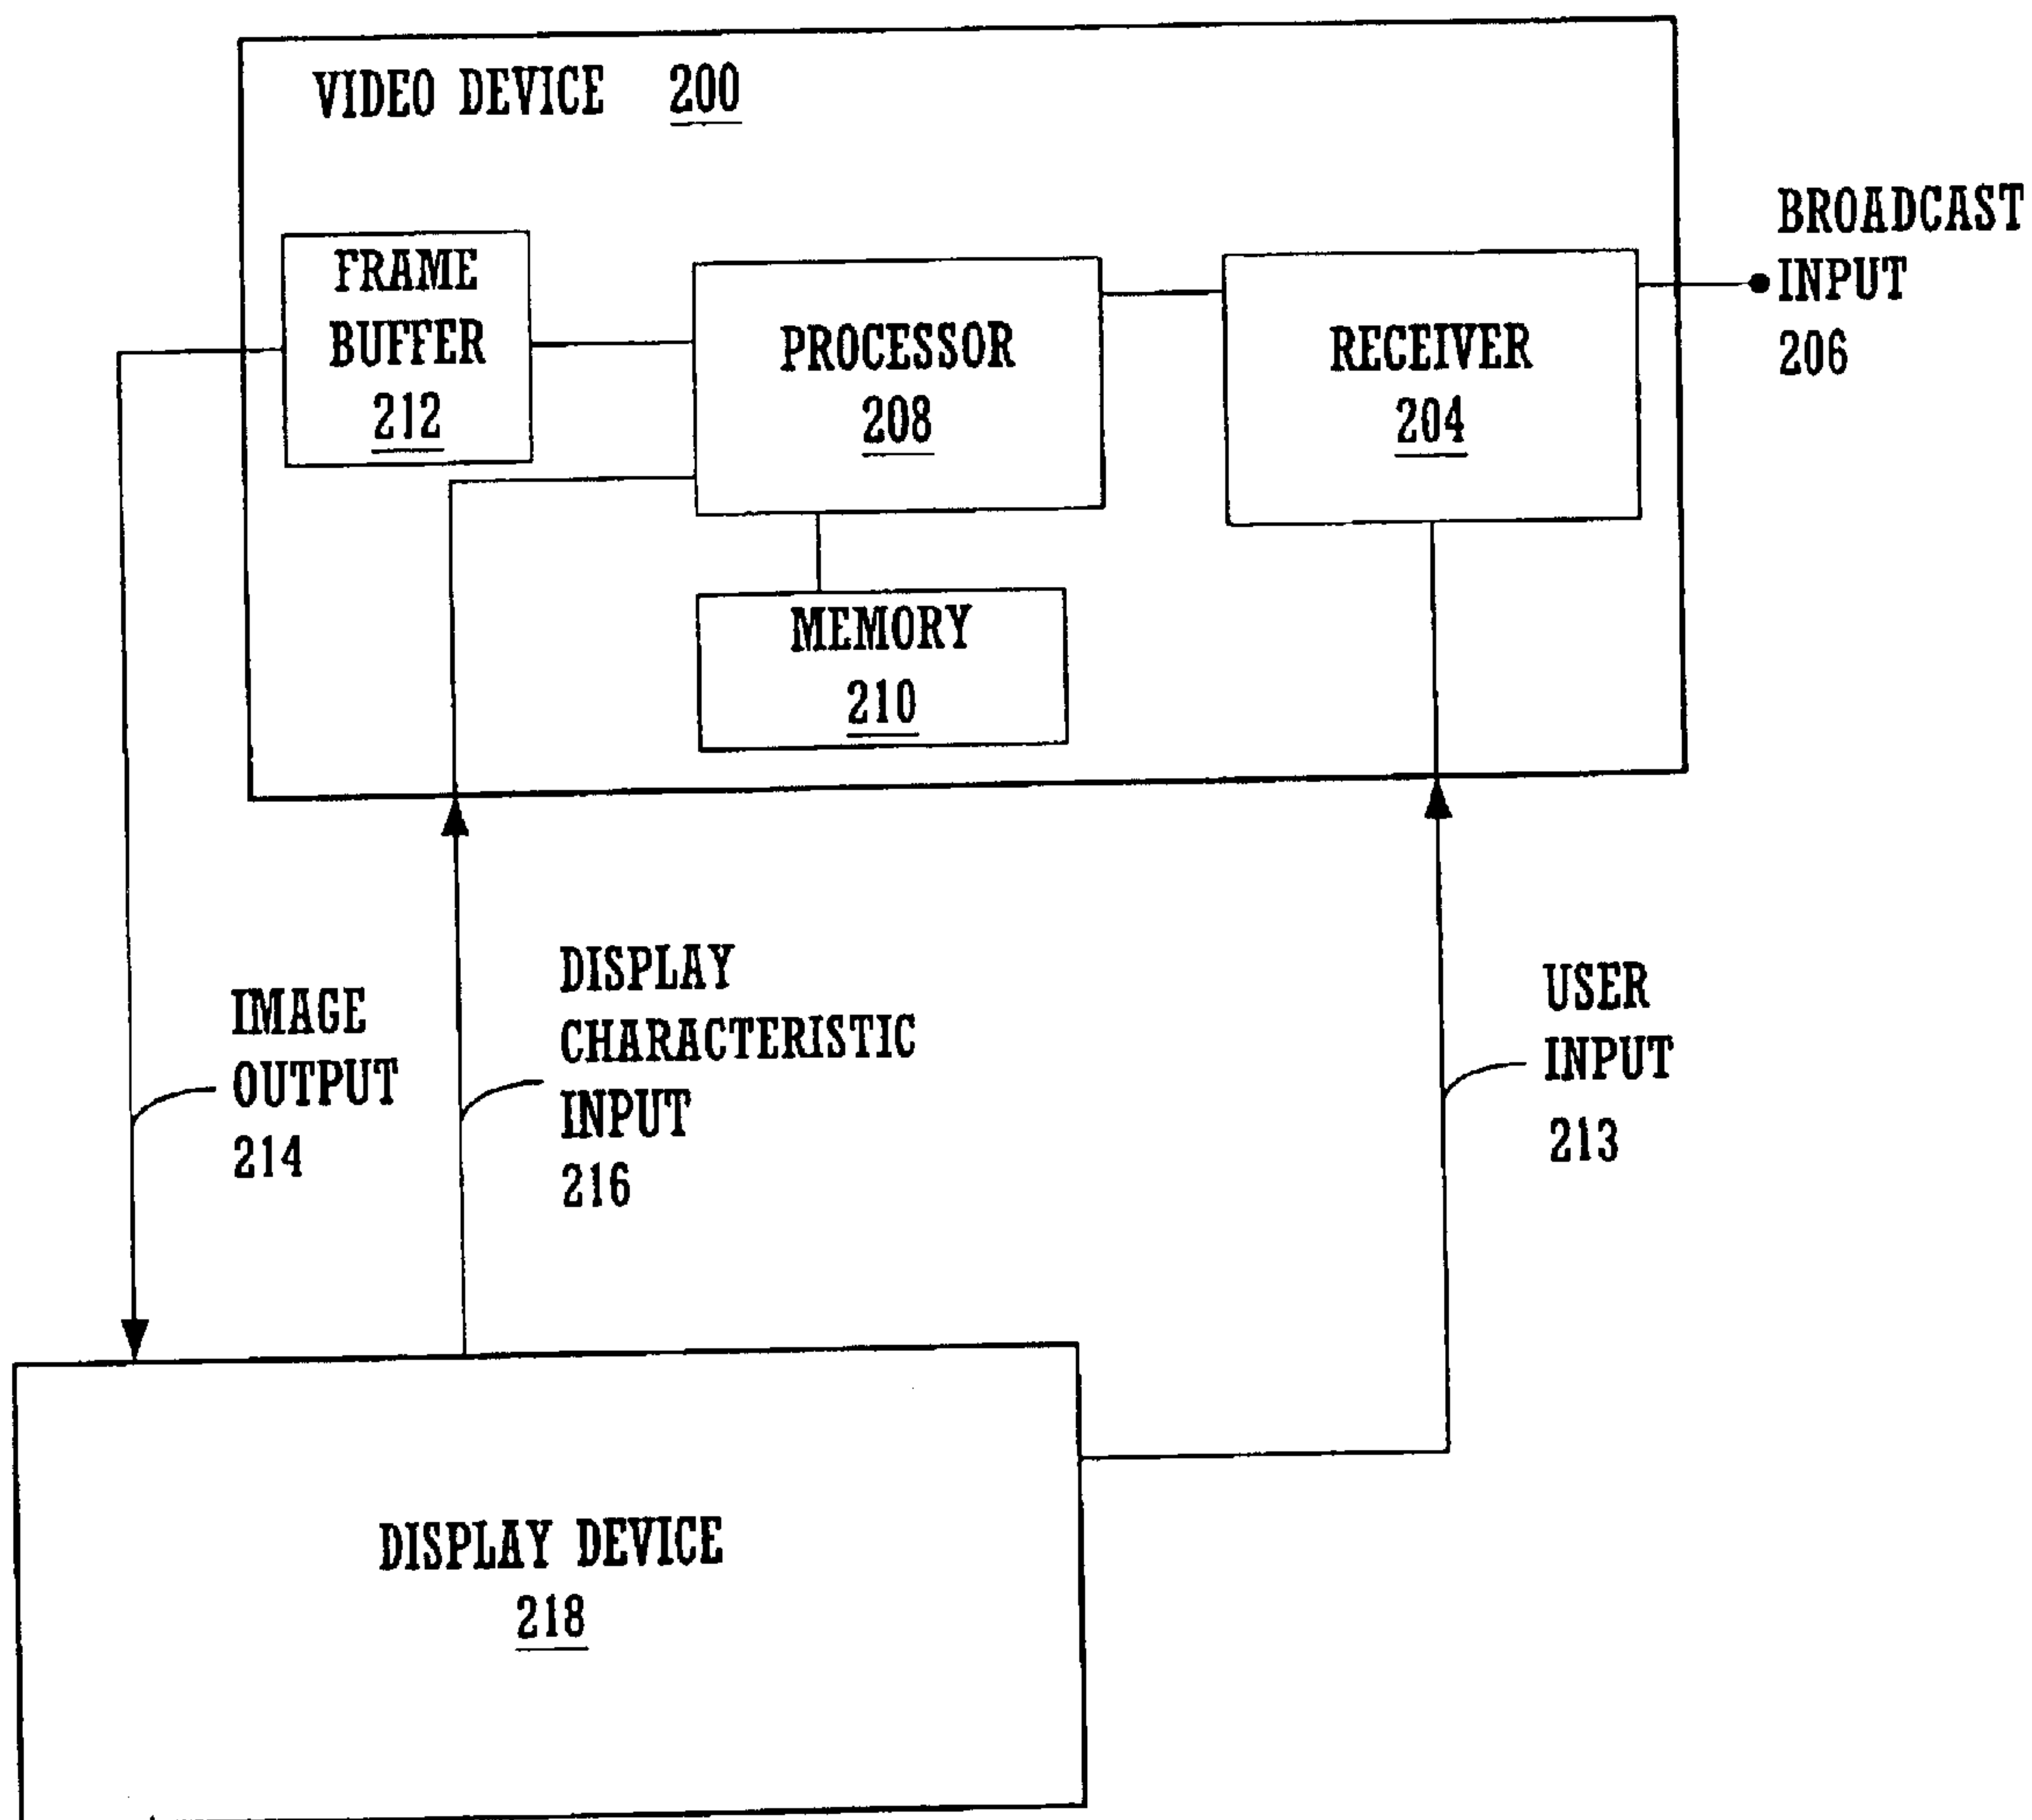 VIDEO DEVICE 200
BROADCAST
INPUT
206
FRAME
BUFFER
212
PROCESSOR
208
RECEIVER
204
MEMORY
210
IMAGE
OUTPUT
214
DISPLAY
CHARACTERISTIC
INPUT
216
USER
INPUT
213
DISPLAY DEVICE
218